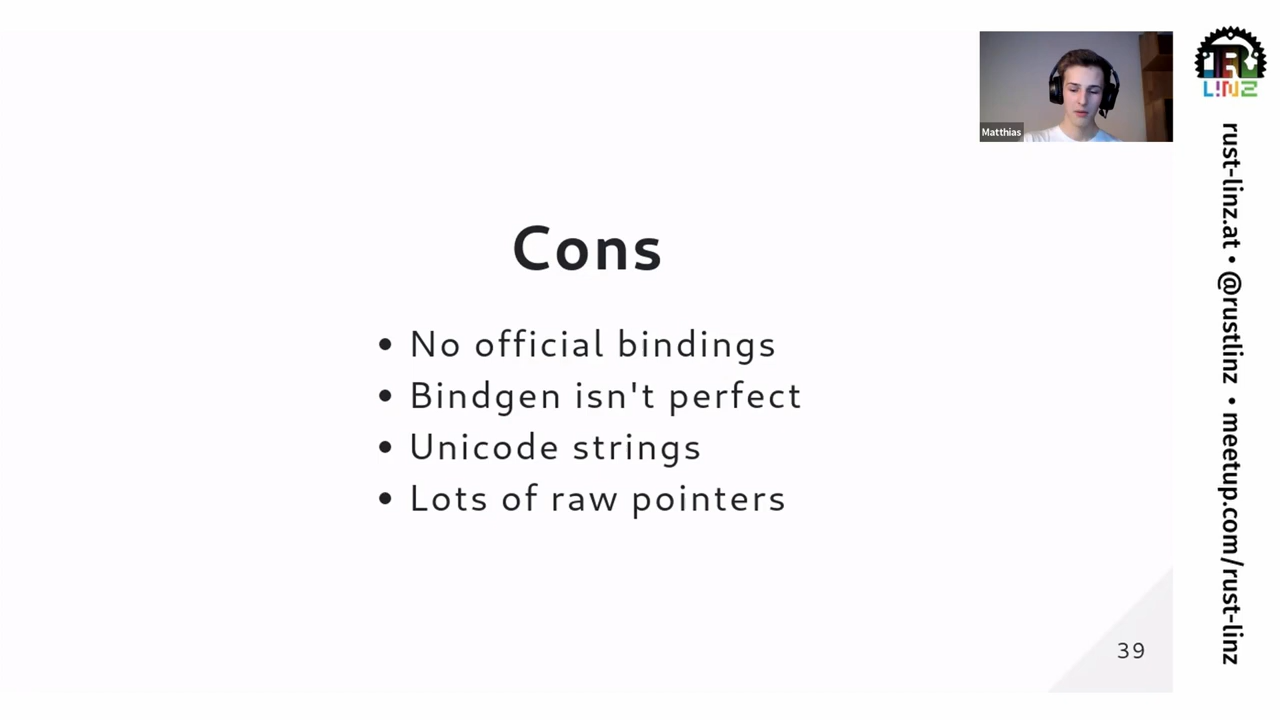 Cons
• No official bindings
• Bindgen isn't perfect
• Unicode strings
• Lots of raw pointers
39
Matthias
R
L!NZ
rust-linz.at • @rustlinz • meetup.com/rust-linz